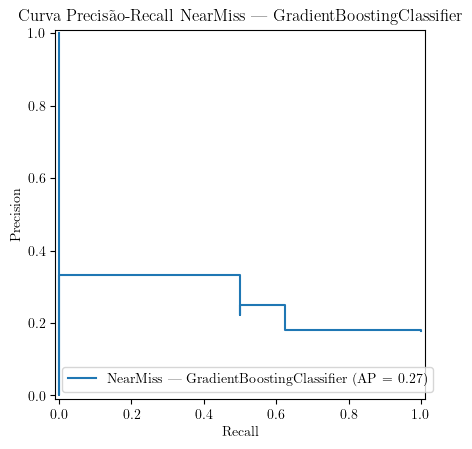 Curva Precisão-Recall NearMiss — GradientBoostingClassifier
1.0
0.8
0.6
0.4
0.2
0.0
Precision
NearMiss — GradientBoostingClassifier (AP = 0.27)
0.0 0.2 0.4 0.6 0.8 1.0
Recall